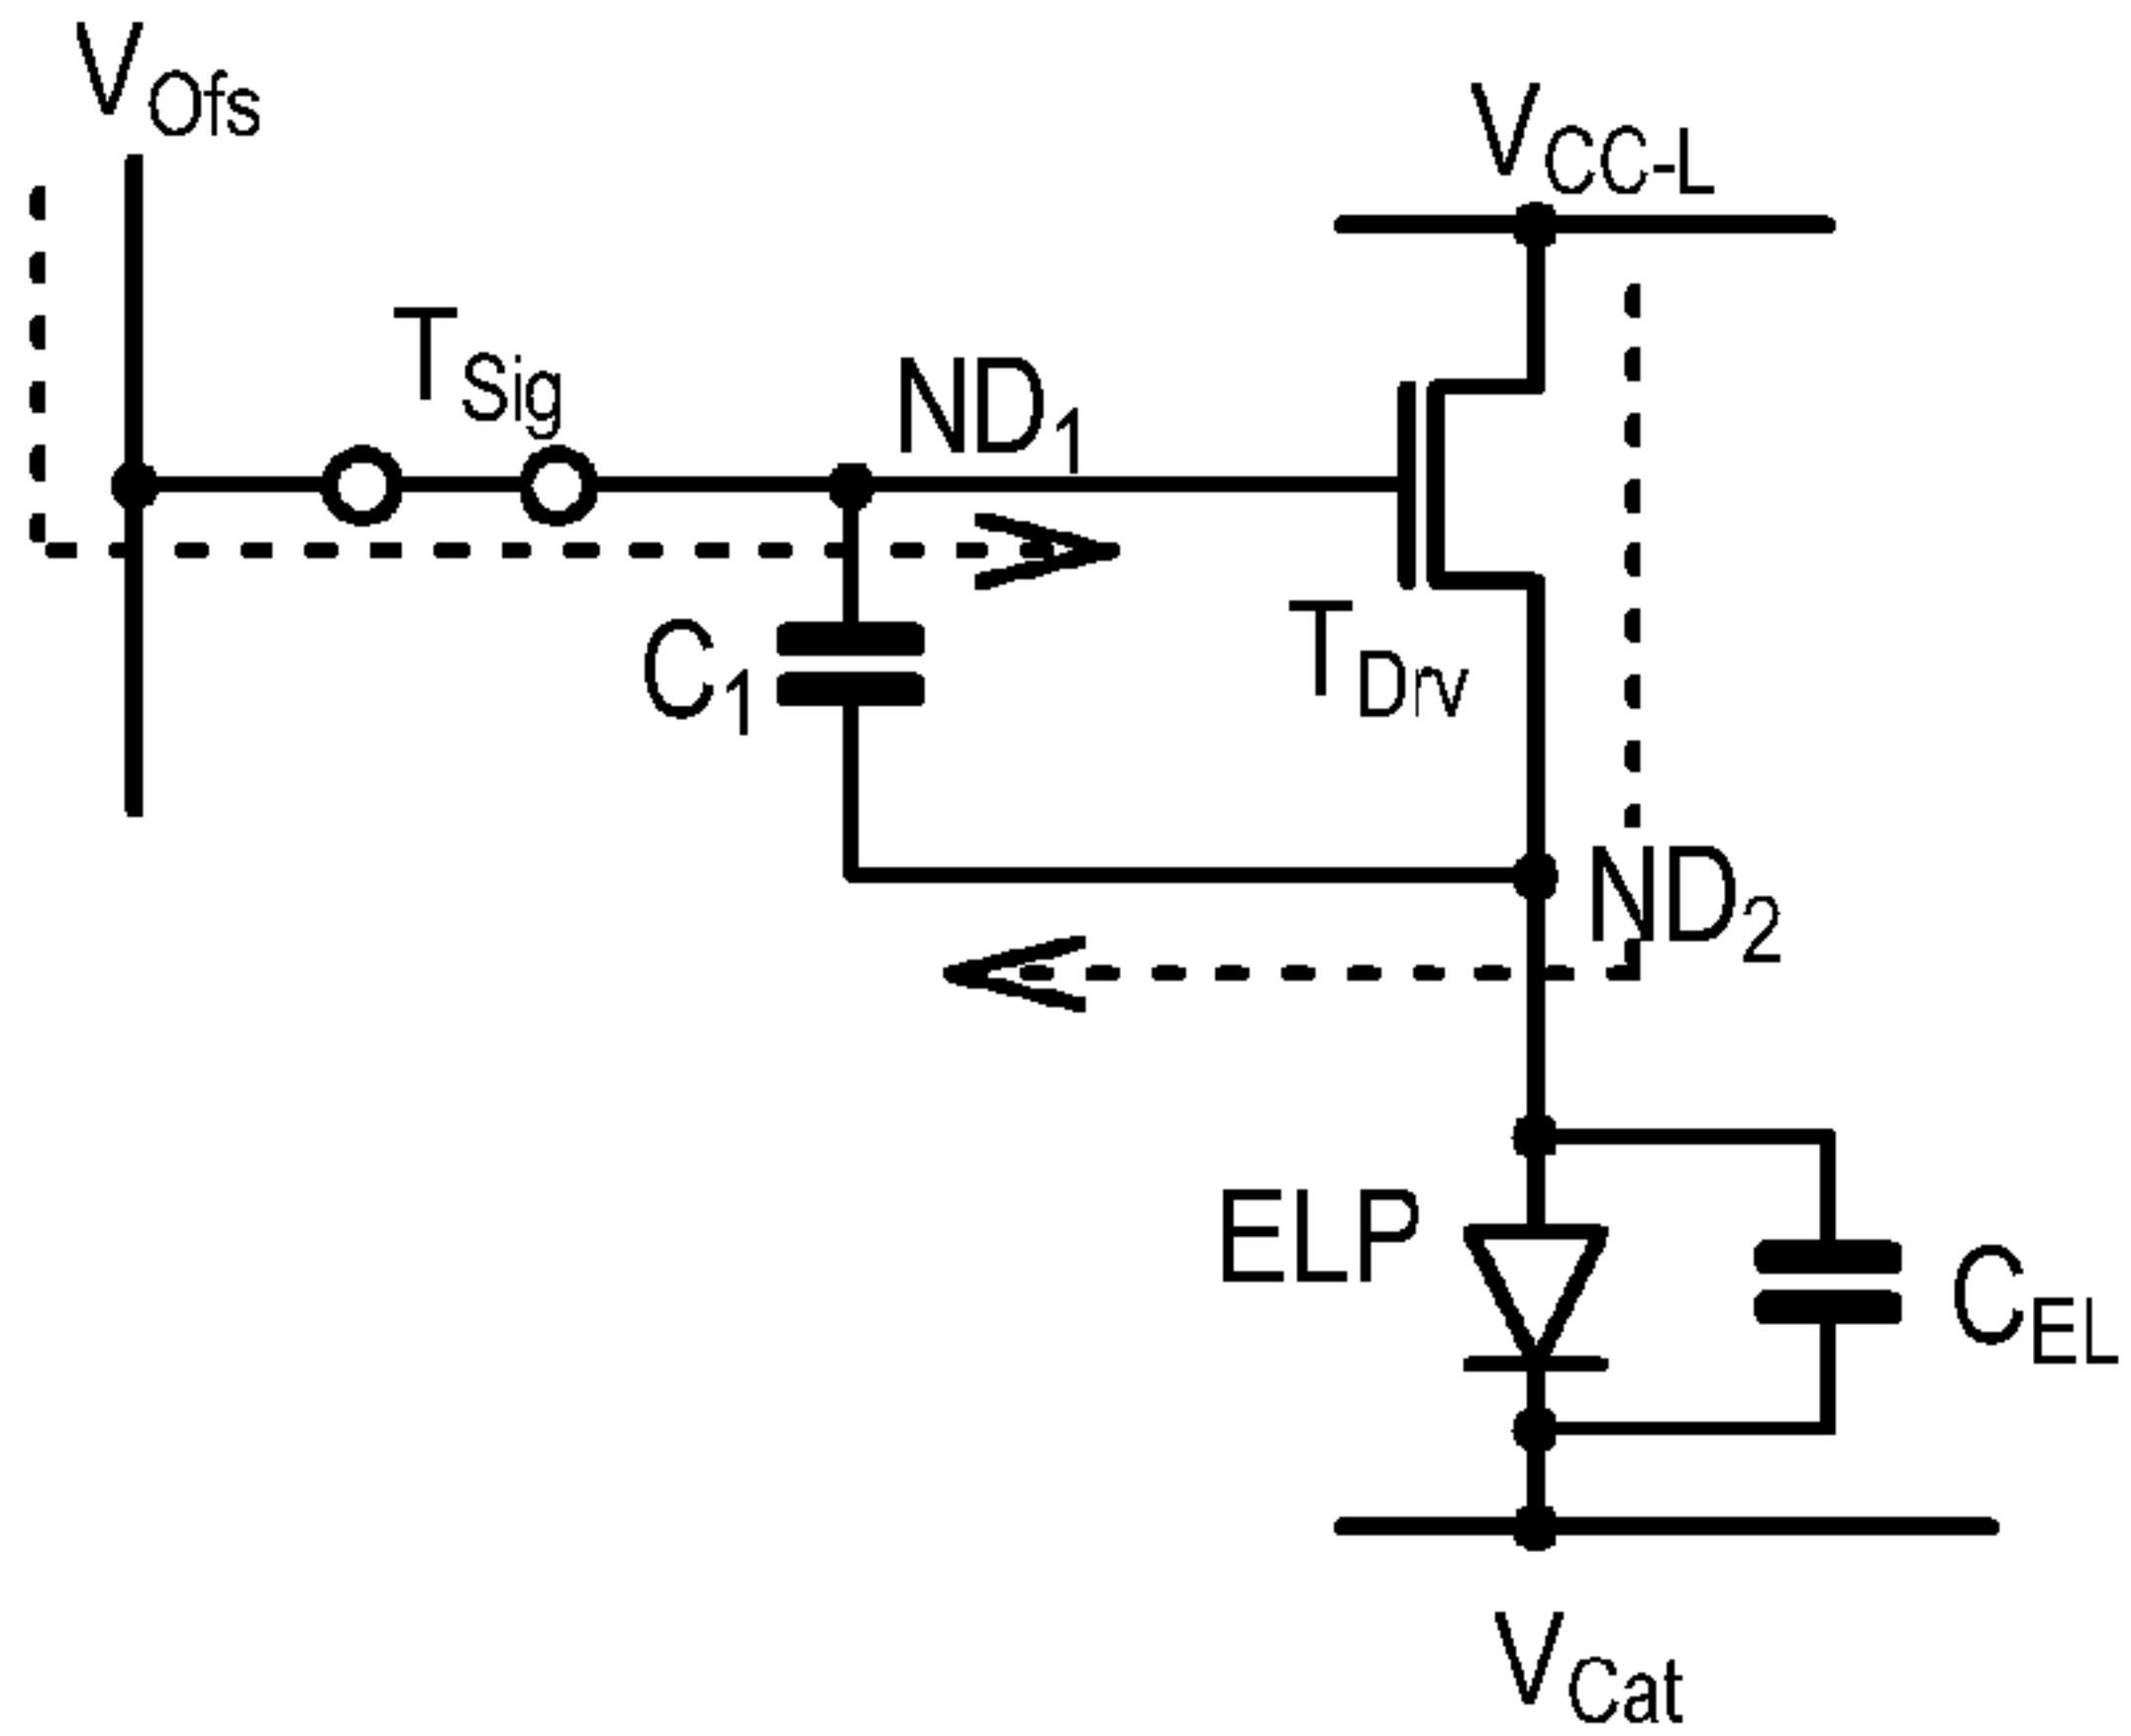 V_Ofs
V_CC-L
T_Sig
ND_1
C_1
T_Drv
ND_2
ELP
C_EL
V_Cat